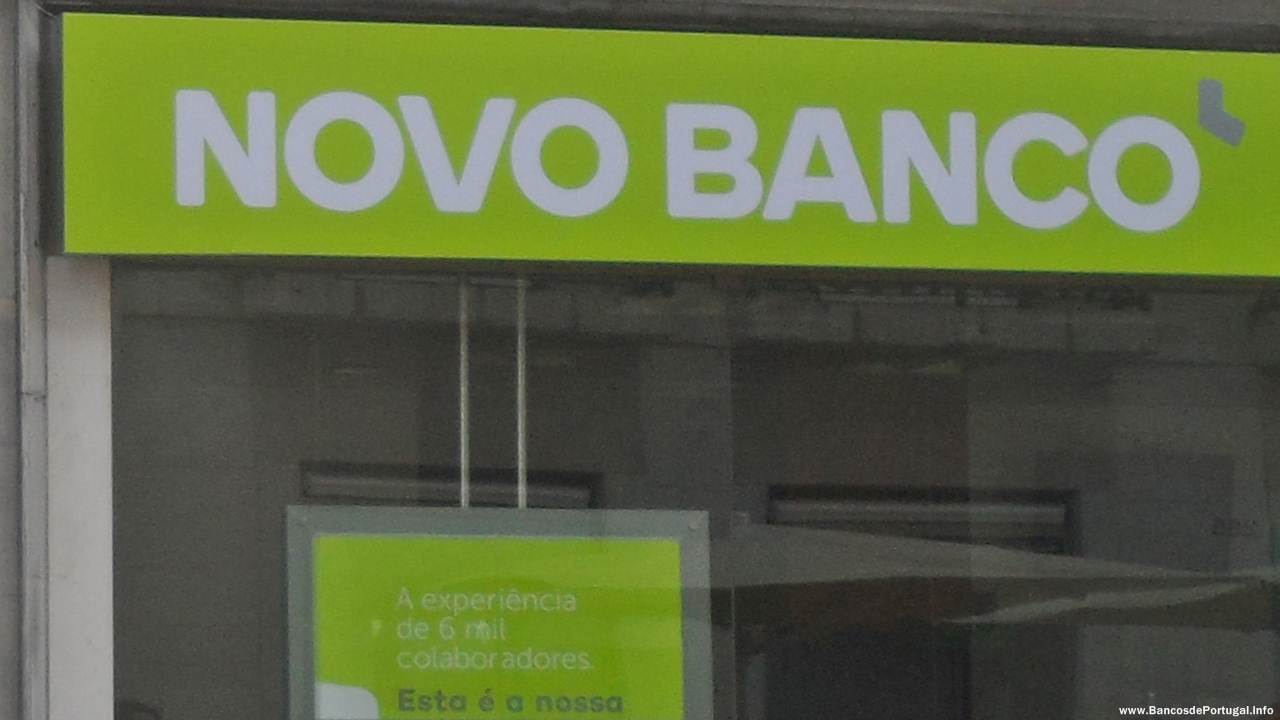 NOVO BANCO
A experiência
de 6 mil
colaboradores.
Esta é a nossa
www.BancosdePortugal.Info